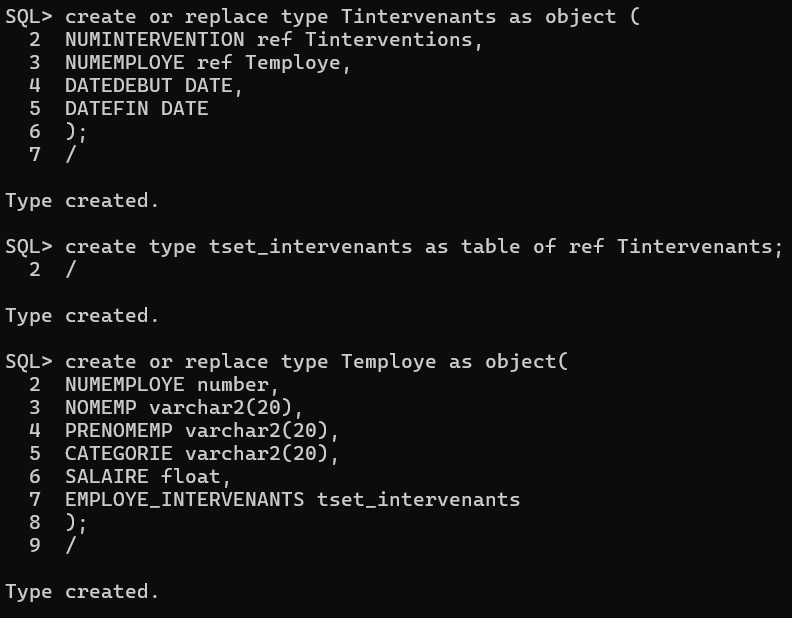 SQL> create or replace type Tintervenants as object (
  2  NUMINTERVENTION ref Tinterventions,
  3  NUMEMPLOYE ref Temploye,
  4  DATEDEBUT DATE,
  5  DATEFIN DATE
  6  );
  7  /
Type created.
SQL> create type tset_intervenants as table of ref Tintervenants;
  2  /
Type created.
SQL> create or replace type Temploye as object(
  2  NUMEMPLOYE number,
  3  NOMEMP varchar2(20),
  4  PRENOMEMP varchar2(20),
  5  CATEGORIE varchar2(20),
  6  SALAIRE float,
  7  EMPLOYE_INTERVENANTS tset_intervenants
  8  );
  9  /
Type created.